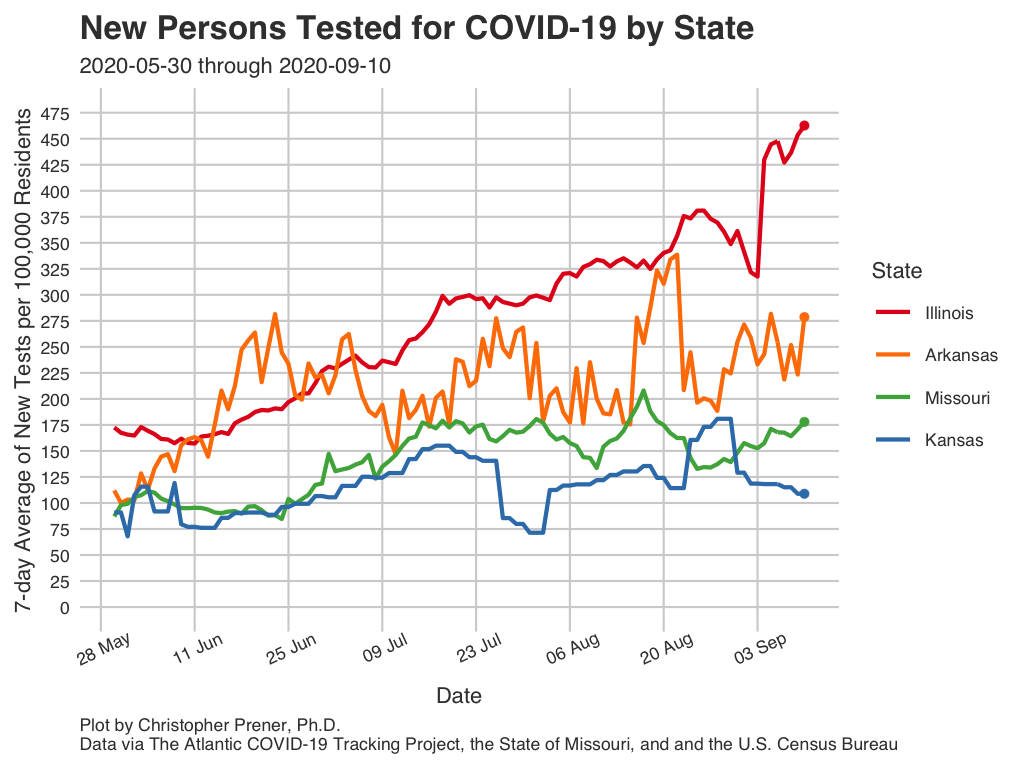 New Persons Tested for COVID-19 by State
2020-05-30 through 2020-09-10
7-day Average of New Tests per 100,000 Residents
475
450
425
400
375
350
325
300
275
250
225
200
175
150
125
100
75
50
25
0
28 May
11 Jun
25 Jun
09 Jul
23 Jul
06 Aug
20 Aug
03 Sep
Date
State
Illinois
Arkansas
Missouri
Kansas
Plot by Christopher Prener, Ph.D.
Data via The Atlantic COVID-19 Tracking Project, the State of Missouri, and and the U.S. Census Bureau